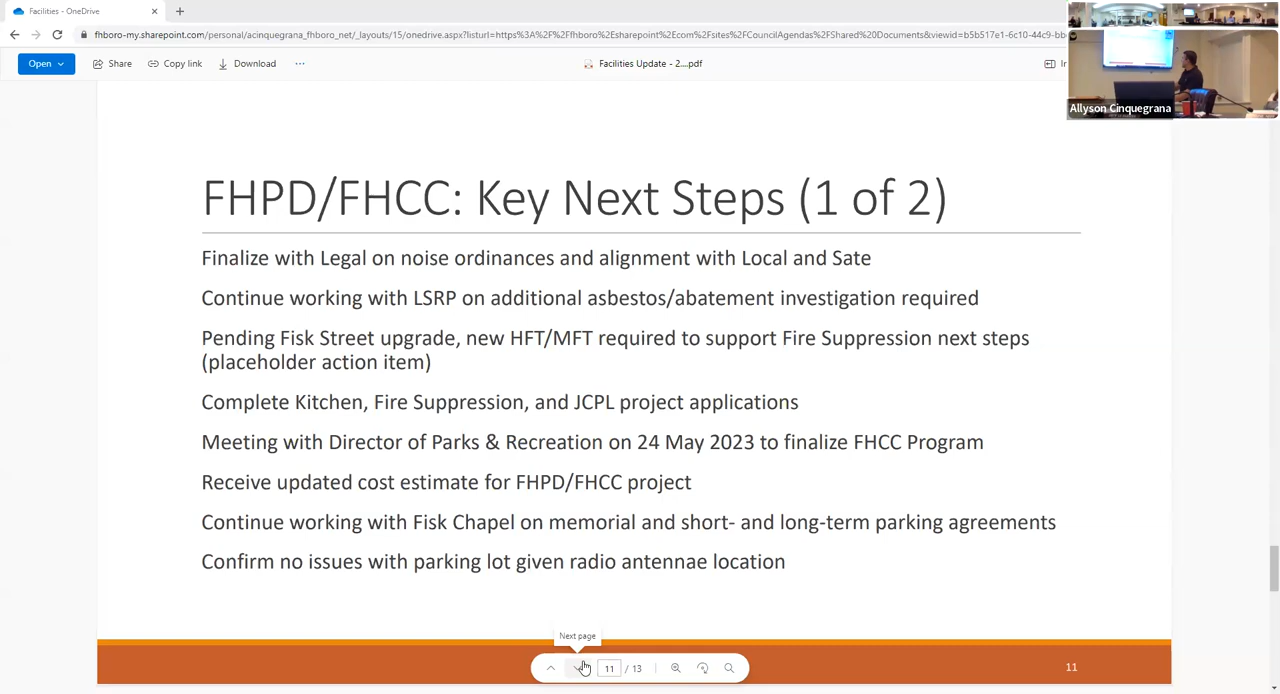 Facilities - OneDrive
fhboro-my.sharepoint.com/personal/acinquegrana_fhboro_net/_layouts/15/onedrive.aspx?listurl=https%3A%2F%2Ffhboro%2Esharepoint%2Ecom%2Fsites%2FCouncilAgendas%2FShared%20Documents&viewid=b5b517e1-6c10-44c9-bb
Open
Share
Copy link
Download
Facilities Update - 2....pdf
Allyson Cinquegrana
FHPD/FHCC: Key Next Steps (1 of 2)
Finalize with Legal on noise ordinances and alignment with Local and Sate
Continue working with LSRP on additional asbestos/abatement investigation required
Pending Fisk Street upgrade, new HFT/MFT required to support Fire Suppression next steps
(placeholder action item)
Complete Kitchen, Fire Suppression, and JCPL project applications
Meeting with Director of Parks & Recreation on 24 May 2023 to finalize FHCC Program
Receive updated cost estimate for FHPD/FHCC project
Continue working with Fisk Chapel on memorial and short- and long-term parking agreements
Confirm no issues with parking lot given radio antennae location
Next page
11 / 13
11